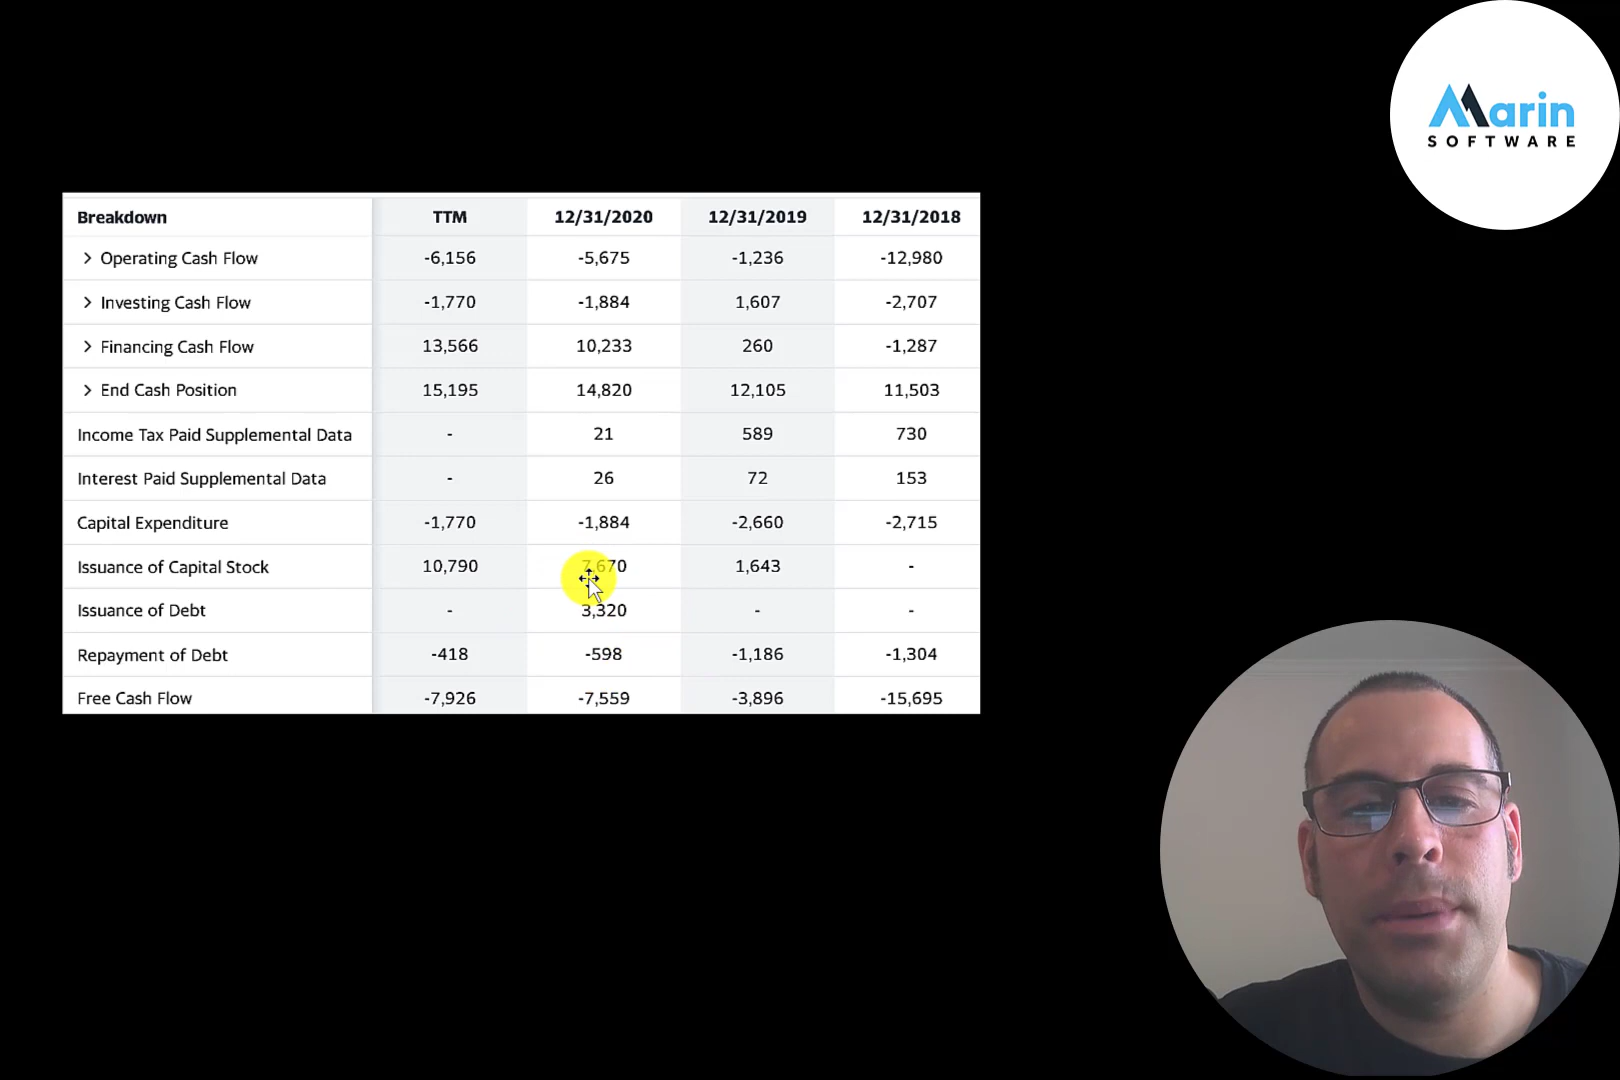 Marin
SOFTWARE
Breakdown TTM 12/31/2020 12/31/2019 12/31/2018
Operating Cash Flow -6,156 -5,675 -1,236 -12,980
Investing Cash Flow -1,770 -1,884 1,607 -2,707
Financing Cash Flow 13,566 10,233 260 -1,287
End Cash Position 15,195 14,820 12,105 11,503
Income Tax Paid Supplemental Data - 21 589 730
Interest Paid Supplemental Data - 26 72 153
Capital Expenditure -1,770 -1,884 -2,660 -2,715
Issuance of Capital Stock 10,790 7,670 1,643 -
Issuance of Debt - 3,320 - -
Repayment of Debt -418 -598 -1,186 -1,304
Free Cash Flow -7,926 -7,559 -3,896 -15,695